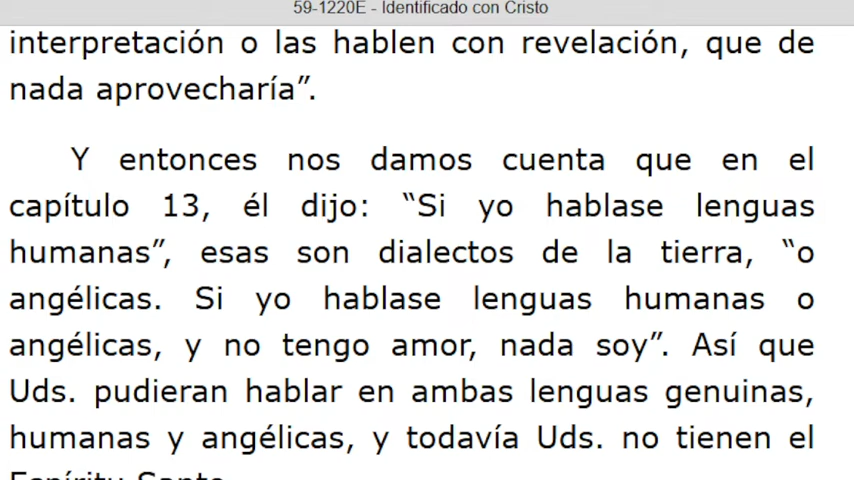 59-1220E - Identificado con Cristo
interpretación o las hablen con revelación, que de
nada aprovecharía”.
Y entonces nos damos cuenta que en el
capítulo 13, él dijo: “Si yo hablase lenguas
humanas”, esas son dialectos de la tierra, “o
angélicas. Si yo hablase lenguas humanas o
angélicas, y no tengo amor, nada soy”. Así que
Uds. pudieran hablar en ambas lenguas genuinas,
humanas y angélicas, y todavía Uds. no tienen el
Espíritu Santo